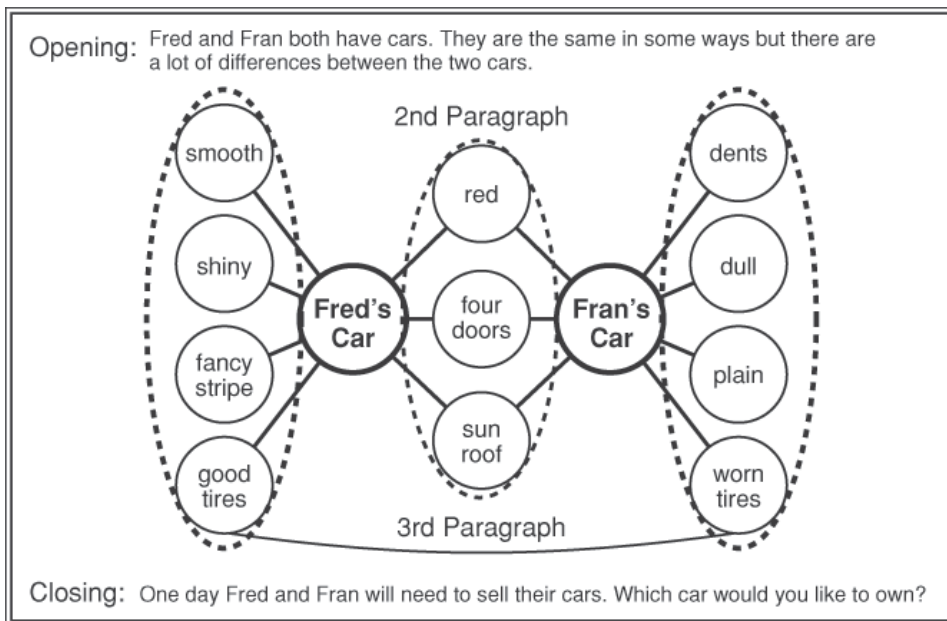 Opening: Fred and Fran both have cars. They are the same in some ways but there are
a lot of differences between the two cars.
2nd Paragraph
smooth
shiny
fancy
stripe
good
tires
Fred's
Car
red
four
doors
sun
roof
Fran's
Car
dents
dull
plain
worn
tires
3rd Paragraph
Closing: One day Fred and Fran will need to sell their cars. Which car would you like to own?